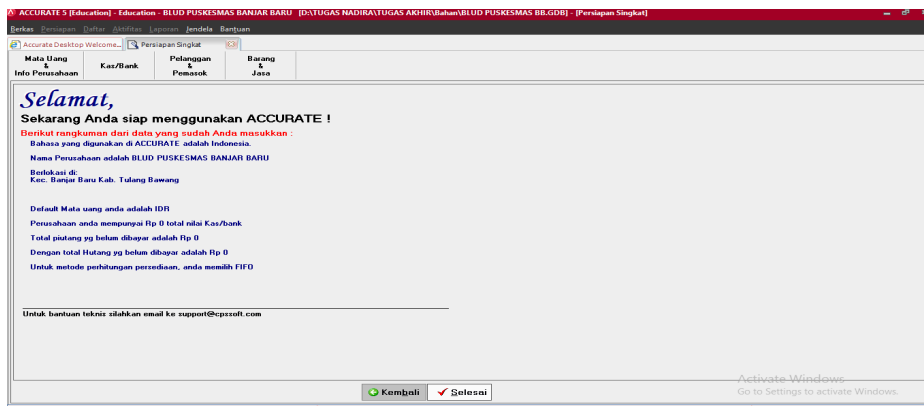 ACCURATE 5 [Education] - Education - BLUD PUSKESMAS BANJAR BARU [D:\TUGAS NADIRA\TUGAS AKHIR\Bahan\BLUD PUSKESMAS BB.GDB] - [Persiapan Singkat]
Berkas Persiapan Daftar Aktifitas Laporan Jendela Bantuan
Accurate Desktop Welcome... Persiapan Singkat
Mata Uang & Info Perusahaan
Kas/Bank
Pelanggan & Pemasok
Barang & Jasa
Selamat,
Sekarang Anda siap menggunakan ACCURATE !
Berikut rangkuman dari data yang sudah Anda masukkan :
Bahasa yang digunakan di ACCURATE adalah Indonesia.
Nama Perusahaan adalah BLUD PUSKESMAS BANJAR BARU
Berlokasi di:
Kec. Banjar Baru Kab. Tulang Bawang
Default Mata uang anda adalah IDR
Perusahaan anda mempunyai Rp 0 total nilai Kas/bank
Total piutang yg belum dibayar adalah Rp 0
Dengan total Hutang yg belum dibayar adalah Rp 0
Untuk metode perhitungan persediaan, anda memilih FIFO
Untuk bantuan teknis silahkan email ke support@cpssoft.com
Kembali Selesai
Activate Windows
Go to Settings to activate Windows.